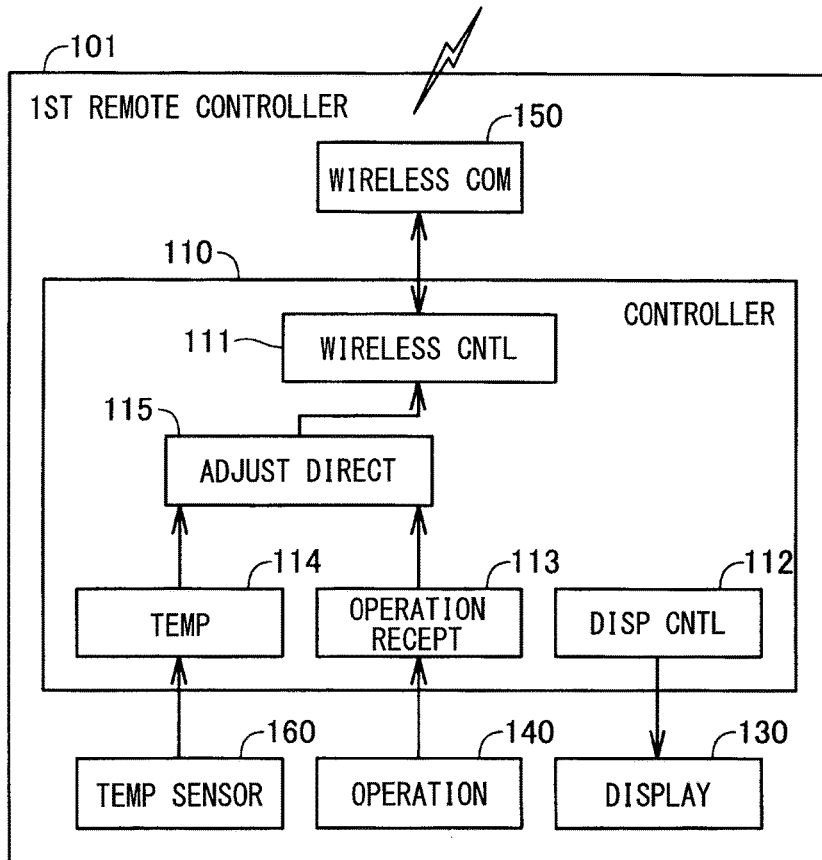 101
1ST REMOTE CONTROLLER
150
WIRELESS COM
110
CONTROLLER
111
WIRELESS CNTL
115
ADJUST DIRECT
114
113
112
TEMP
OPERATION
RECEPT
DISP CNTL
160
140
130
TEMP SENSOR
OPERATION
DISPLAY